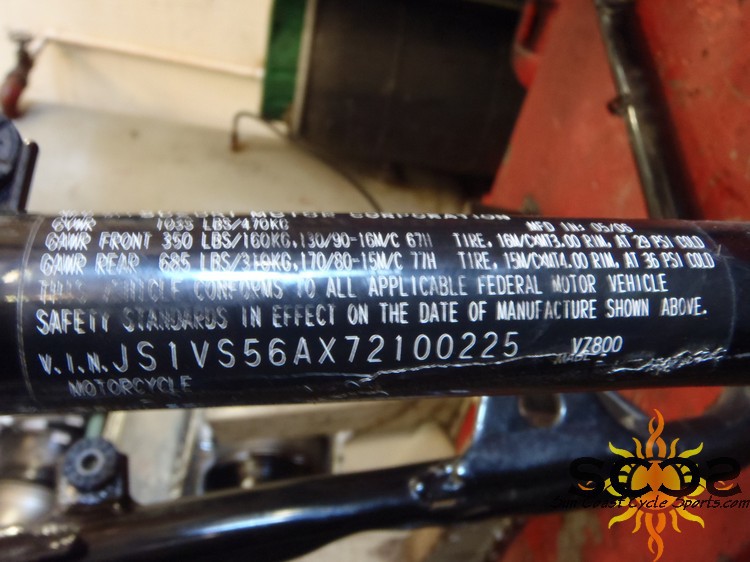 SUZUKI MOTOR CORPORATION
GVWR 1035 LBS/470KG MFD IN: 05/06
GAWR FRONT 350 LBS/160KG,130/90-16M/C 67H TIRE, 16M/CXMT3.00 RIM, AT 29 PSI COLD
GAWR REAR 685 LBS/310KG,170/80-15M/C 77H TIRE, 15M/CXMT4.00 RIM, AT 36 PSI COLD
THIS VEHICLE CONFORMS TO ALL APPLICABLE FEDERAL MOTOR VEHICLE
SAFETY STANDARDS IN EFFECT ON THE DATE OF MANUFACTURE SHOWN ABOVE.
V.I.N.JS1VS56AX72100225 VZ800
MOTORCYCLE